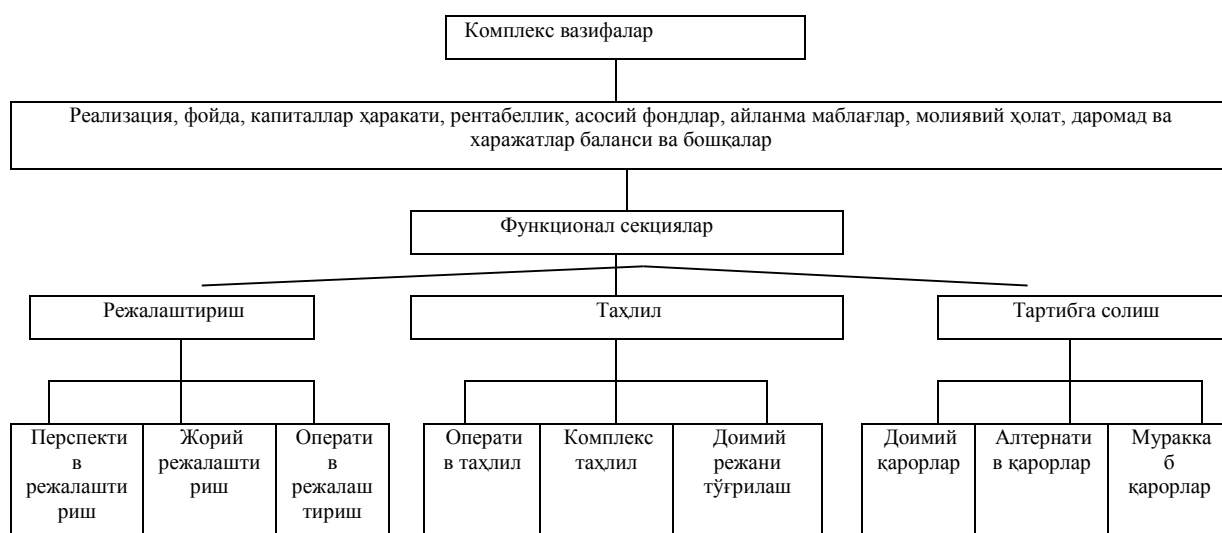 Комплекс вазифалар
Реализация, фойда, капиталлар ҳаракати, рентабеллик, асосий фондлар, айланма маблағлар, молиявий ҳолат, даромад ва
харажатлар баланси ва бошқалар
Функционал секциялар
Режалаштириш
Таҳлил
Тартибга солиш
Перспекти
в
режалашти
риш
Жорий
режалашти
риш
Операти
в
режалаш
тириш
Операти
в таҳлил
Комплекс
таҳлил
Доимий
режани
тўғрилаш
Доимий
қарорлар
Алтернати
в қарорлар
Муракка
б
қарорлар